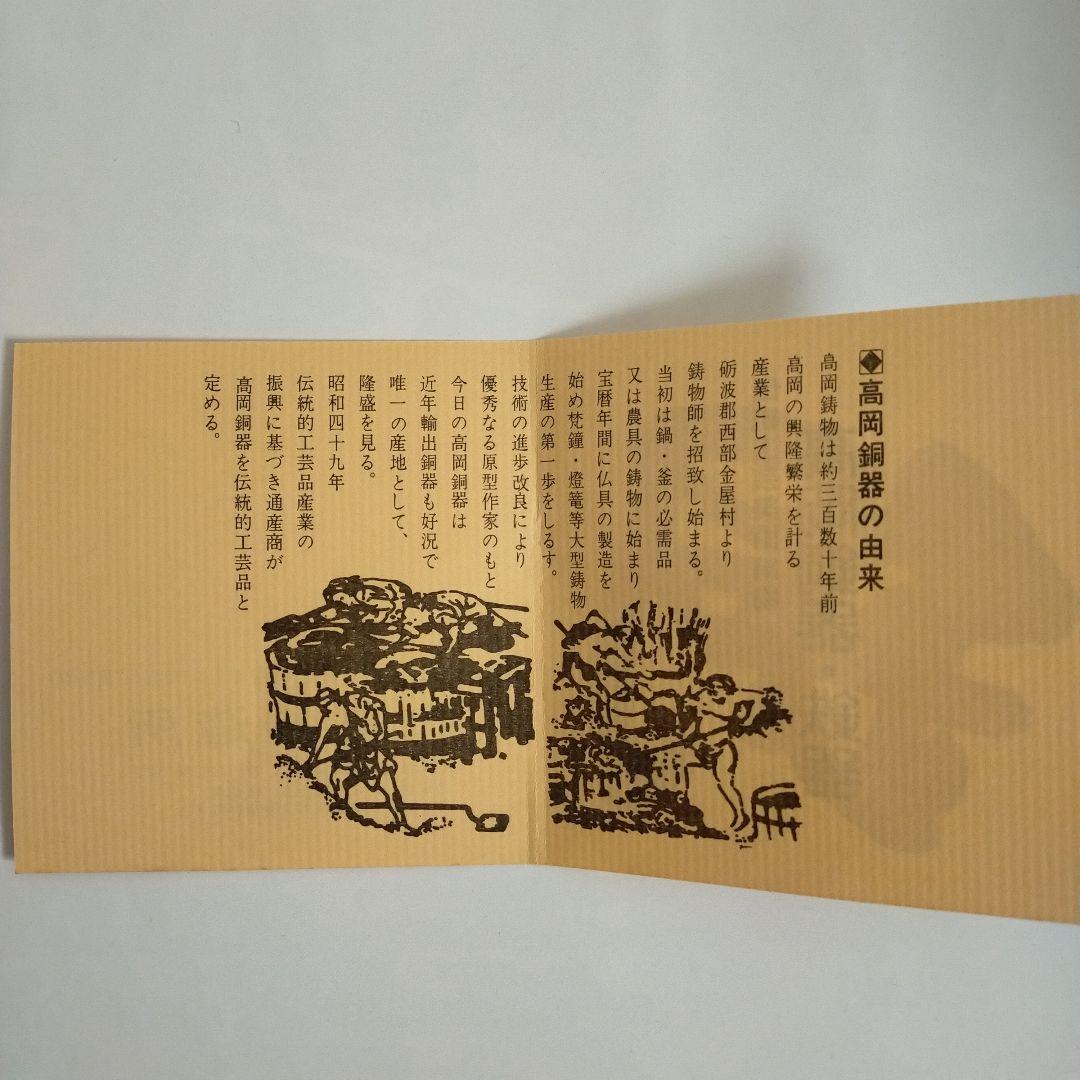 高岡銅器の由来
高岡鋳物は約三百数十年前
高岡の興隆繁栄を計る
産業として
砺波郡西部金屋村より
鋳物師を招致し始まる。
当初は鍋・釜の必需品
又は農具の鋳物に始まり
宝暦年間に仏具の製造を
始め梵鐘・燈篭等大型鋳物
生産の第一歩をしるす。
技術の進歩改良により
優秀なる原型作家のもと
今日の高岡銅器は
近年輸出銅器も好況で
唯一の産地として、
隆盛を見る。
昭和四十九年
伝統的工芸品産業の
振興に基づき通産商が
高岡銅器を伝統的工芸品と
定める。